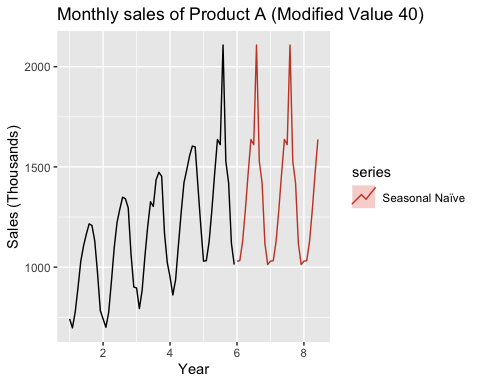 Monthly sales of Product A (Modified Value 40)
Sales (Thousands)
2000
1500
1000
2
4
6
8
Year
series
Seasonal Naïve